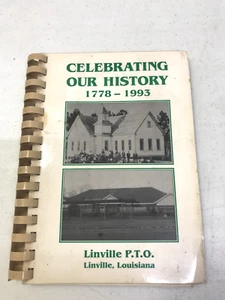 CELEBRATING
OUR HISTORY
1778 – 1993
Linville P.T.O.
Linville, Louisiana